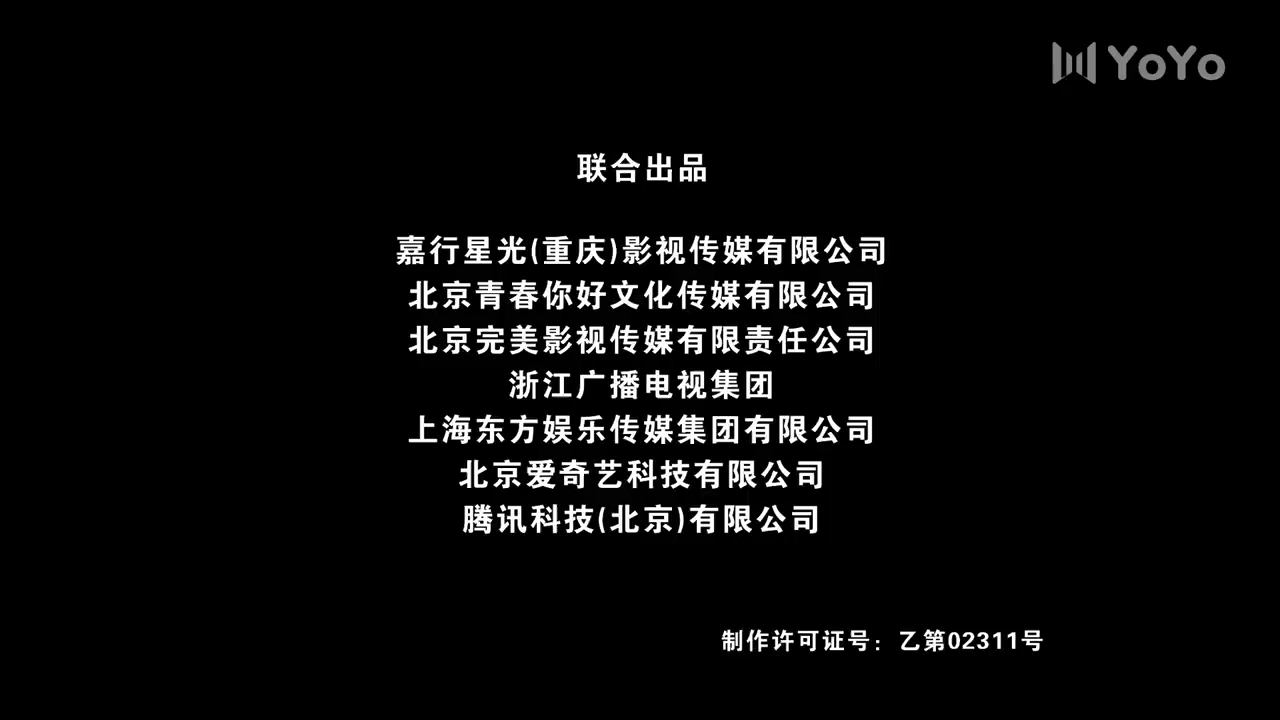 YoYo
联合出品
嘉行星光(重庆)影视传媒有限公司
北京青春你好文化传媒有限公司
北京完美影视传媒有限责任公司
浙江广播电视集团
上海东方娱乐传媒集团有限公司
北京爱奇艺科技有限公司
腾讯科技(北京)有限公司
制作许可证号：乙第02311号